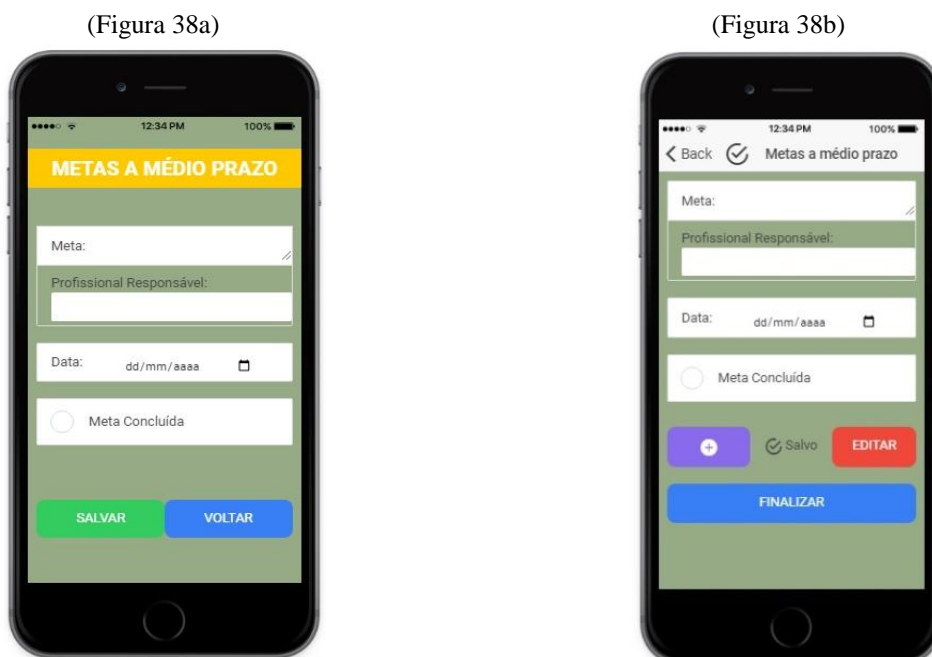 (Figura 38a)
12:34 PM
100%
METAS A MÉDIO PRAZO
Meta:
Profissional Responsável:
Data:
dd/mm/aaaa
Meta Concluída
SALVAR
VOLTAR
(Figura 38b)
12:34 PM
100%
Back
Metas a médio prazo
Meta:
Profissional Responsável:
Data:
dd/mm/aaaa
Meta Concluída
Salvo
EDITAR
FINALIZAR